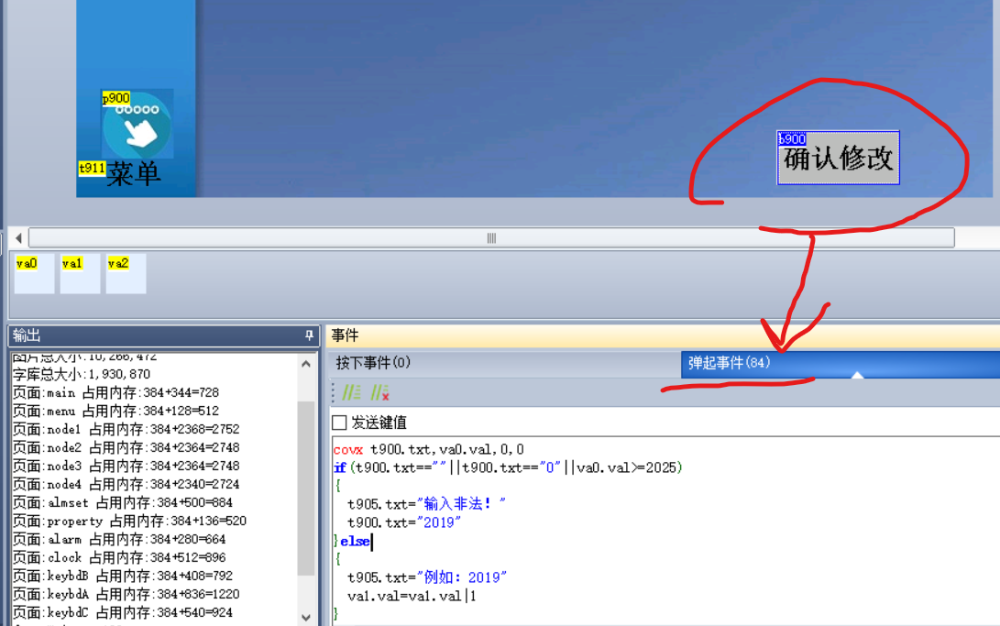 p900
t911 菜单
b900
确认修改
va0 va1 va2
输出
图片总大小:10,266,472
字库总大小:1,930,870
页面:main 占用内存:384+344=728
页面:menu 占用内存:384+128=512
页面:node1 占用内存:384+2368=2752
页面:node2 占用内存:384+2364=2748
页面:node3 占用内存:384+2364=2748
页面:node4 占用内存:384+2340=2724
页面:almset 占用内存:384+500=884
页面:property 占用内存:384+136=520
页面:alarm 占用内存:384+280=664
页面:clock 占用内存:384+512=896
页面:keybdB 占用内存:384+408=792
页面:keybdA 占用内存:384+836=1220
页面:keybdC 占用内存:384+540=924
事件
按下事件(0) 弹起事件(84)
发送键值
covx t900.txt,va0.val,0,0
if(t900.txt==""||t900.txt=="0"||va0.val>=2025)
{
t905.txt="输入非法! "
t900.txt="2019"
}else
{
t905.txt="例如: 2019"
va1.val=va1.val|1
}